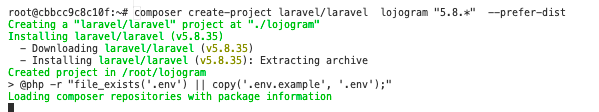 root@cbbcc9c8c10f:~# composer create-project laravel/laravel  lojogram "5.8.*"  --prefer-dist
Creating a "laravel/laravel" project at "./lojogram"
Installing laravel/laravel (v5.8.35)
  - Downloading laravel/laravel (v5.8.35)
  - Installing laravel/laravel (v5.8.35): Extracting archive
Created project in /root/lojogram
> @php -r "file_exists('.env') || copy('.env.example', '.env');"
Loading composer repositories with package information